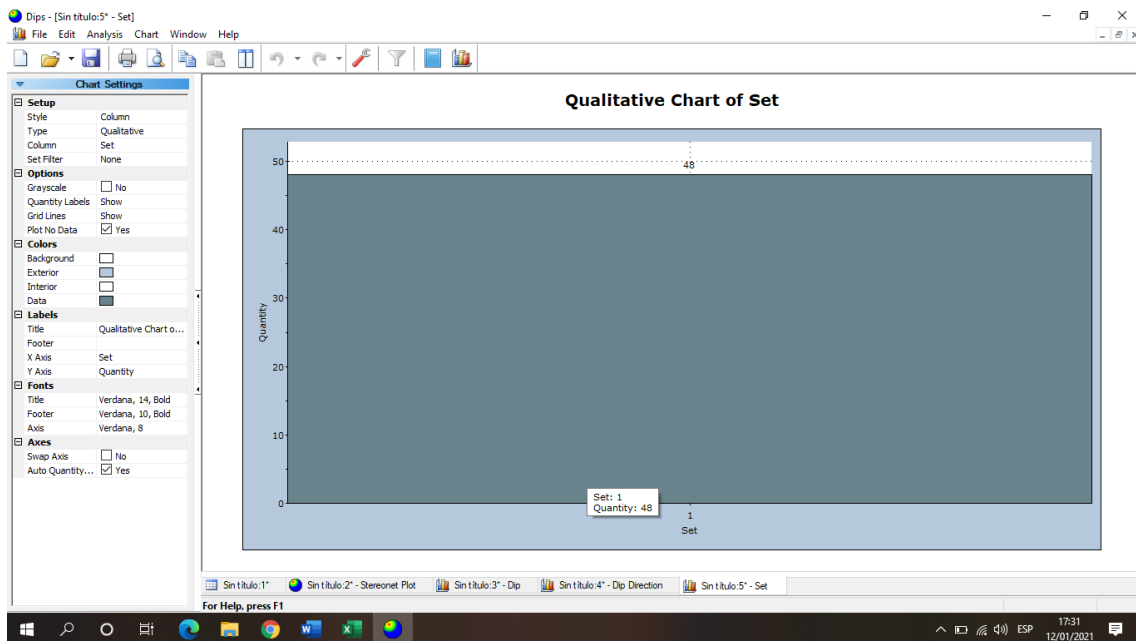 Dips - [Sin título:5* - Set]
File Edit Analysis Chart Window Help
Chart Settings
Setup
Style Column
Type Qualitative
Column Set
Set Filter None
Options
Grayscale No
Quantity Labels Show
Grid Lines Show
Plot No Data Yes
Colors
Background
Exterior
Interior
Data
Labels
Title Qualitative Chart o...
Footer
X Axis Set
Y Axis Quantity
Fonts
Title Verdana, 14, Bold
Footer Verdana, 10, Bold
Axis Verdana, 8
Axes
Swap Axis No
Auto Quantity... Yes
Qualitative Chart of Set
50
48
40
30
Quantity
20
10
0
Set: 1
Quantity: 48
1
Set
Sin título:1* Sin título:2* - Stereonet Plot Sin título:3* - Dip Sin título:4* - Dip Direction Sin título:5* - Set
For Help, press F1
ESP
17:31
12/01/2021